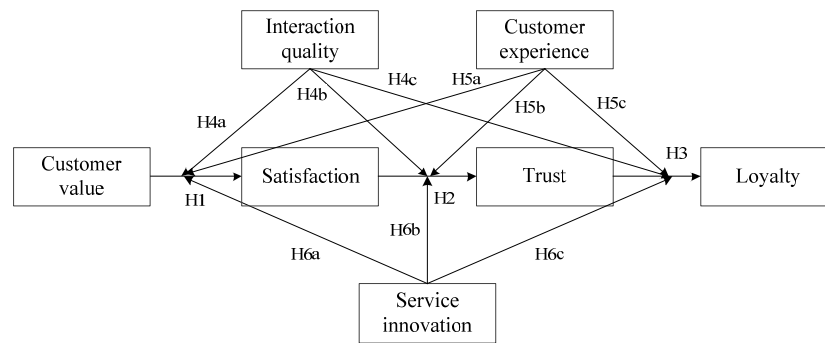 Interaction
quality
Customer
experience
H4c
H5a
H4a
H4b
H5b
H5c
H3
Customer
value
Satisfaction
Trust
Loyalty
H1
H2
H6b
H6a
H6c
Service
innovation